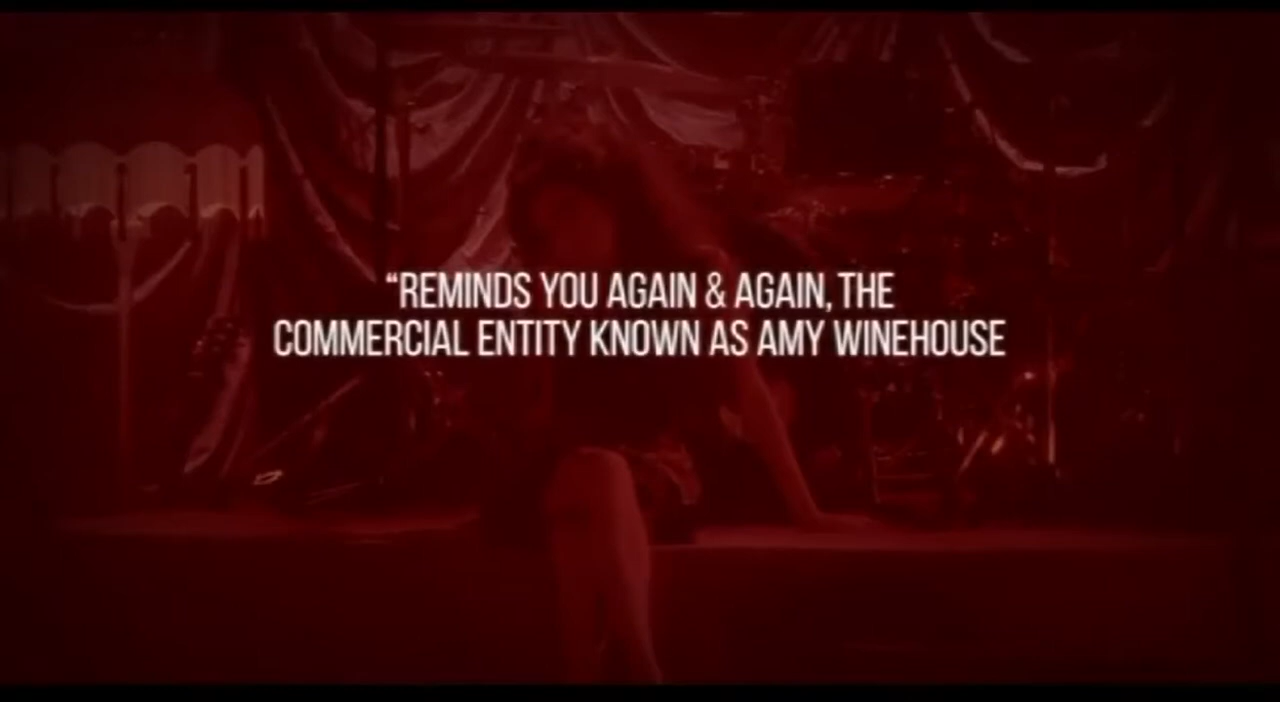 “REMINDS YOU AGAIN & AGAIN, THE
COMMERCIAL ENTITY KNOWN AS AMY WINEHOUSE